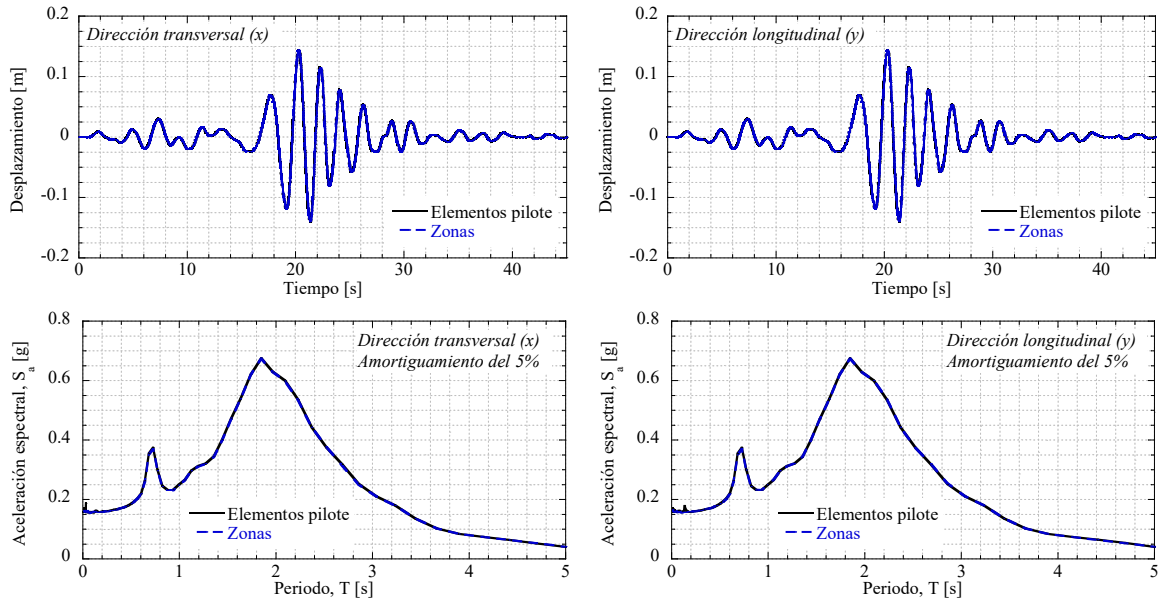 0.2
0.1
0
-0.1
-0.2
Desplazamiento [m]
Dirección transversal (x)
Elementos pilote
Zonas
0 10 20 30 40
Tiempo [s]
0.2
0.1
0
-0.1
-0.2
Desplazamiento [m]
Dirección longitudinal (y)
Elementos pilote
Zonas
0 10 20 30 40
Tiempo [s]
0.8
0.6
0.4
0.2
0
Aceleración espectral, Sa [g]
Dirección transversal (x)
Amortiguamiento del 5%
Elementos pilote
Zonas
0 1 2 3 4 5
Periodo, T [s]
0.8
0.6
0.4
0.2
0
Aceleración espectral, Sa [g]
Dirección longitudinal (y)
Amortiguamiento del 5%
Elementos pilote
Zonas
0 1 2 3 4 5
Periodo, T [s]